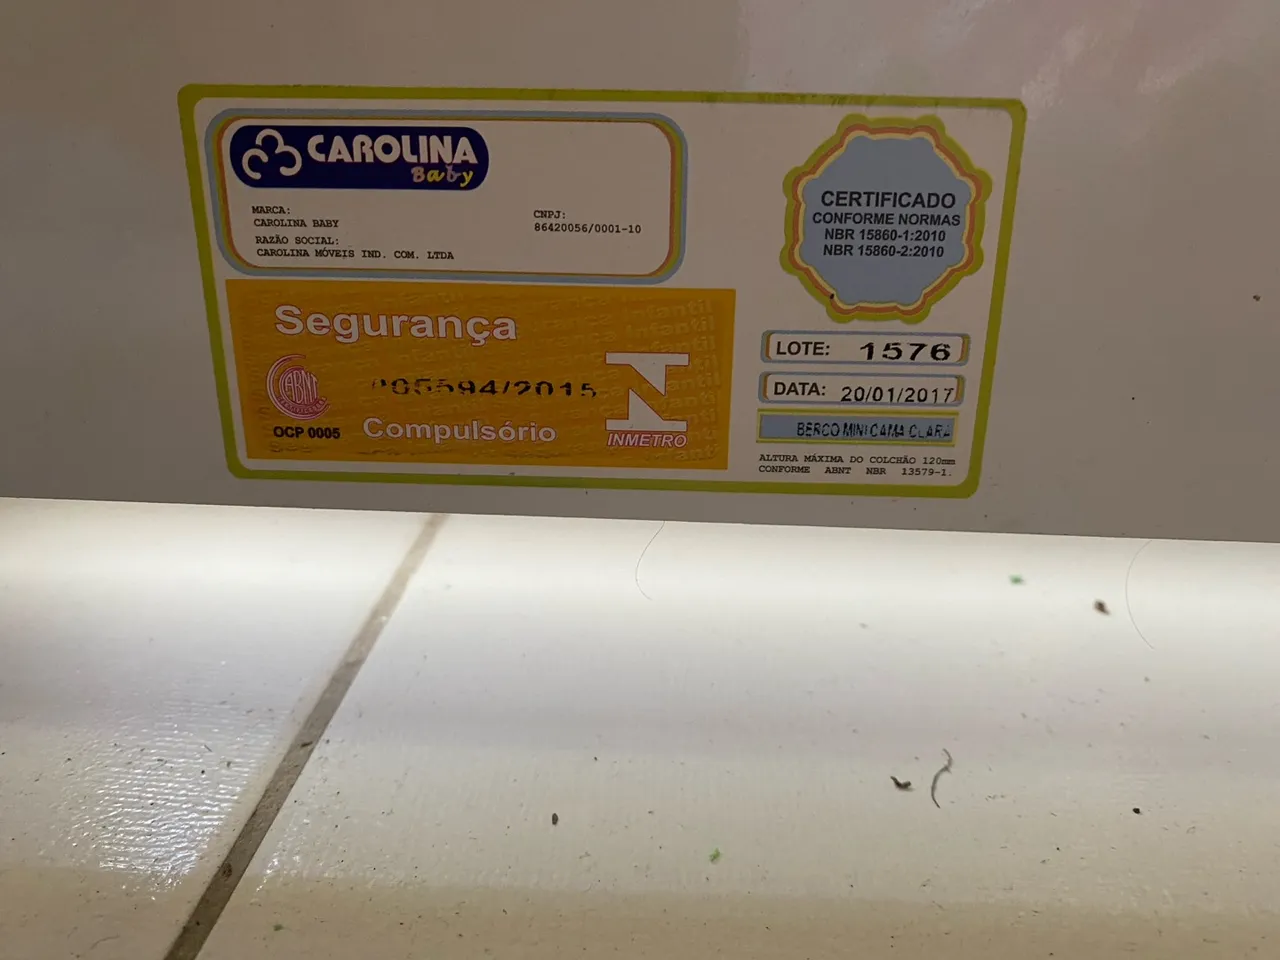 CAROLINA
Baby
MARCA:
CAROLINA BABY
RAZÃO SOCIAL:
CAROLINA MÓVEIS IND. COM. LTDA
CNPJ:
86420056/0001-10
CERTIFICADO
CONFORME NORMAS
NBR 15860-1:2010
NBR 15860-2:2010
Segurança
ABNT
005594/2015
OCP 0005
Compulsório
INMETRO
LOTE: 1576
DATA: 20/01/2017
BERCO MINI CAMA CLARA
ALTURA MÁXIMA DO COLCHÃO 120mm
CONFORME ABNT NBR 13579-1.